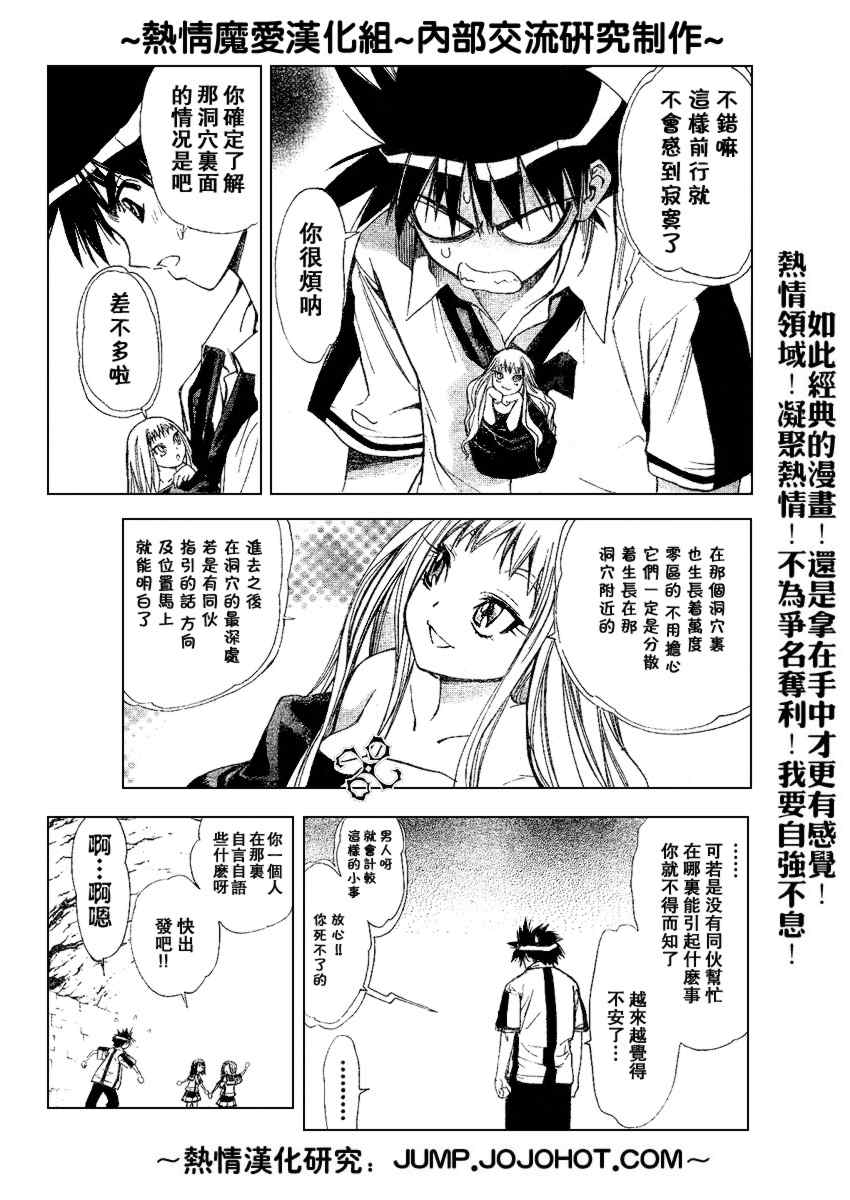 ~熱情魔愛漢化組~內部交流研究制作~
不錯嘛
這樣前行就
不會感到寂寞了
你很煩吶
你確定了解
那洞穴裏面
的情況是吧
差不多啦
在那個洞穴裏
也生長着萬度
零區的 不用擔心
它們一定是分散
着生長在那
洞穴附近的
進去之後
在洞穴的最深處
若是有同伙
指引的話 方向
及位置馬上
就能明白了
……
可若是没有同伙幫忙
在哪裏能引起什麽事
你就不得而知了
越來越覺得
不安了…
男人呀
就會計較
這樣的小事
放心!!
你死不了的
………
你一個人
在那裏
自言自語
些什麽呀
快出
發吧!!
啊…啊嗯
如此經典的漫畫！還是拿在手中才更有感覺！
熱情領域！凝聚熱情！不為爭名奪利！我要自強不息！
～熱情漢化研究：JUMP.JOJOHOT.COM～